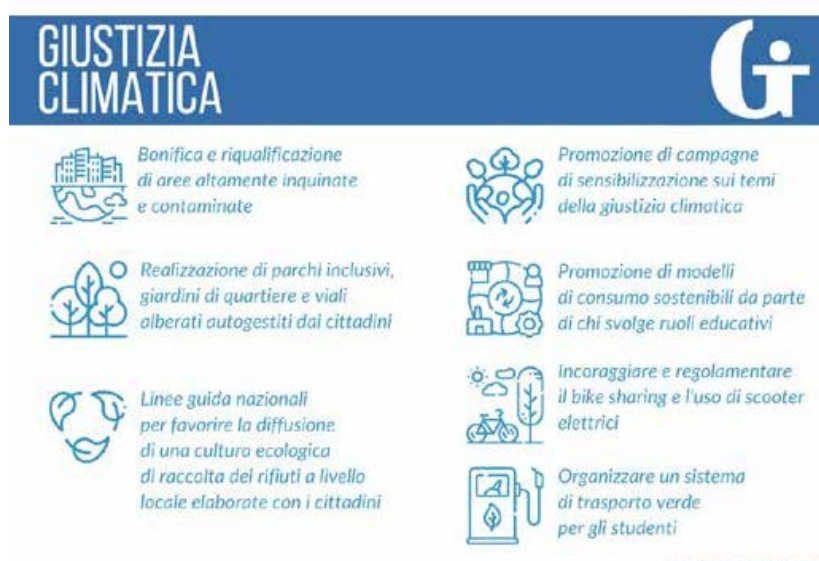 GIUSTIZIA
CLIMATICA
Bonifica e riqualificazione
di aree altamente inquinate
e contaminate
Realizzazione di parchi inclusivi,
giardini di quartiere e viali
alberati autogestiti dai cittadini
Linee guida nazionali
per favorire la diffusione
di una cultura ecologica
di raccolta dei rifiuti a livello
locale elaborate con i cittadini
Promozione di campagne
di sensibilizzazione sui temi
della giustizia climatica
Promozione di modelli
di consumo sostenibili da parte
di chi svolge ruoli educativi
Incoraggiare e regolamentare
il bike sharing e l'uso di scooter
elettrici
Organizzare un sistema
di trasporto verde
per gli studenti